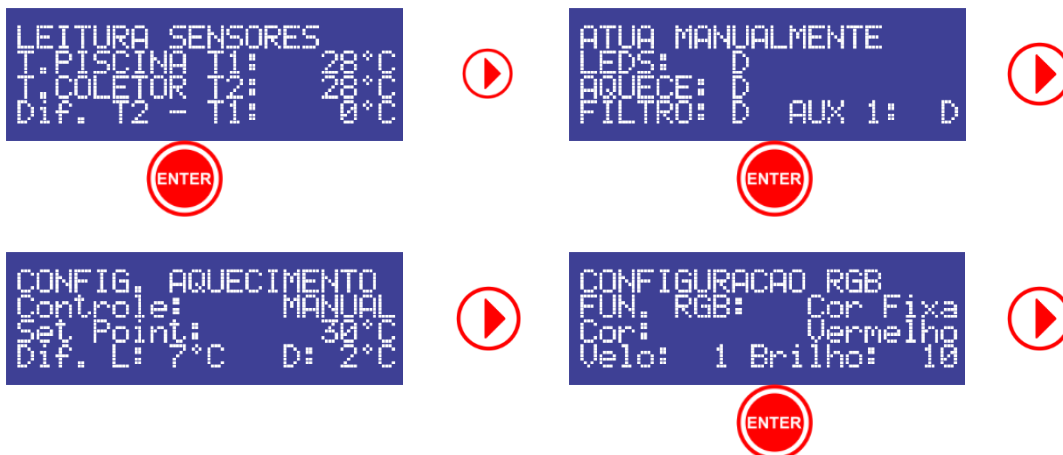 LEITURA SENSORES
T.PISCINA T1: 28°C
T.COLETOR T2: 28°C
Dif. T2 - T1: 0°C
ENTER
ATUA MANUALMENTE
LEDS: D
AQUECE: D
FILTRO: D AUX 1: D
ENTER
CONFIG. AQUECIMENTO
Controle: MANUAL
Set Point: 30°C
Dif. L: 7°C D: 2°C
CONFIGURACAO RGB
FUN. RGB: Cor Fixa
Cor: Vermelho
Velo: 1 Brilho: 10
ENTER